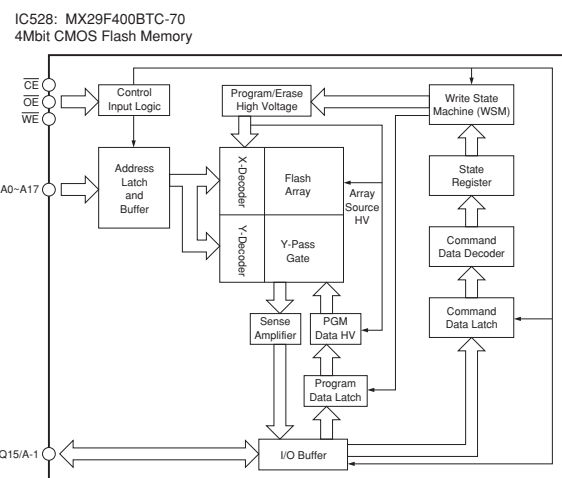 IC528: MX29F400BTC-70
4Mbit CMOS Flash Memory
CE
OE
WE
Control
Input Logic
Program/Erase
High Voltage
Write State
Machine (WSM)
A0~A17
Address
Latch
and
Buffer
X-Decoder
Flash
Array
Array
Source
HV
State
Register
Y-Decoder
Y-Pass
Gate
Command
Data Decoder
Sense
Amplifier
PGM
Data HV
Command
Data Latch
Program
Data Latch
Q15/A-1
I/O Buffer